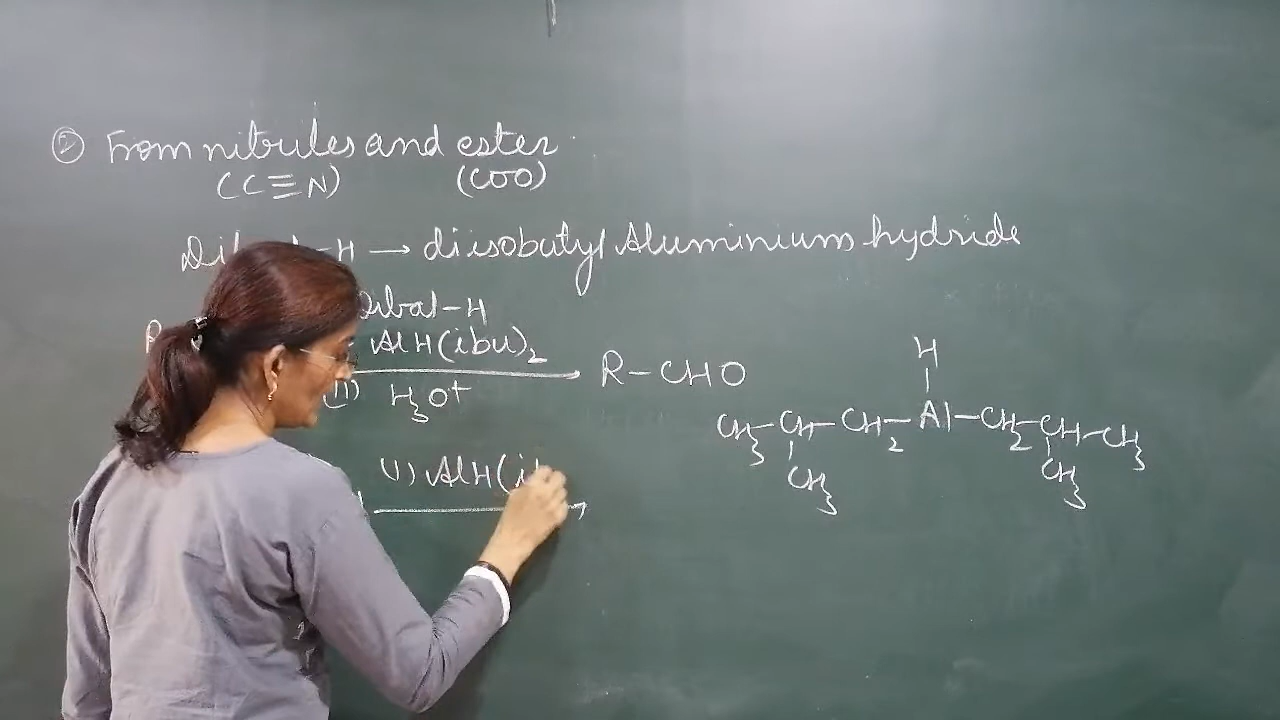 ② From nitriles and ester
(C≡N) (COO)
H → diisobutyl Aluminium hydride
Dibal-H
AlH(ibu)₂
R-CHO
(ii) H₃O⁺
H
CH₃-CH-CH₂-Al-CH₂-CH-CH₃
CH₃ CH₃
(i) AlH(i